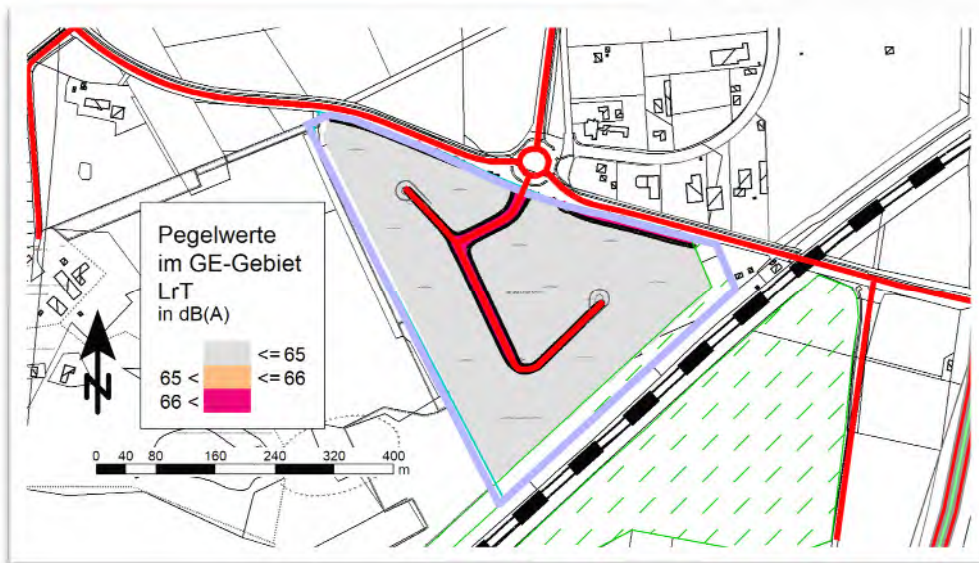 Pegelwerte
im GE-Gebiet
LrT
in dB(A)
<= 65
65 < <= 66
66 <
N
0 40 80 160 240 320 400
m